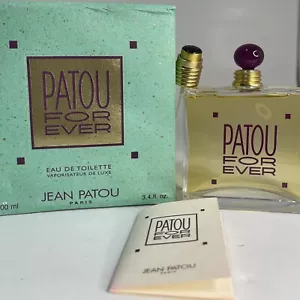 PATOU
FOR
EVER
EAU DE TOILETTE
VAPORISATEUR DE LUXE
JEAN PATOU
PARIS
00 ml
3.4 fl. oz.
PATOU
FOR
EVER
PATOU
FOR
EVER
JEAN PATOU
PARIS